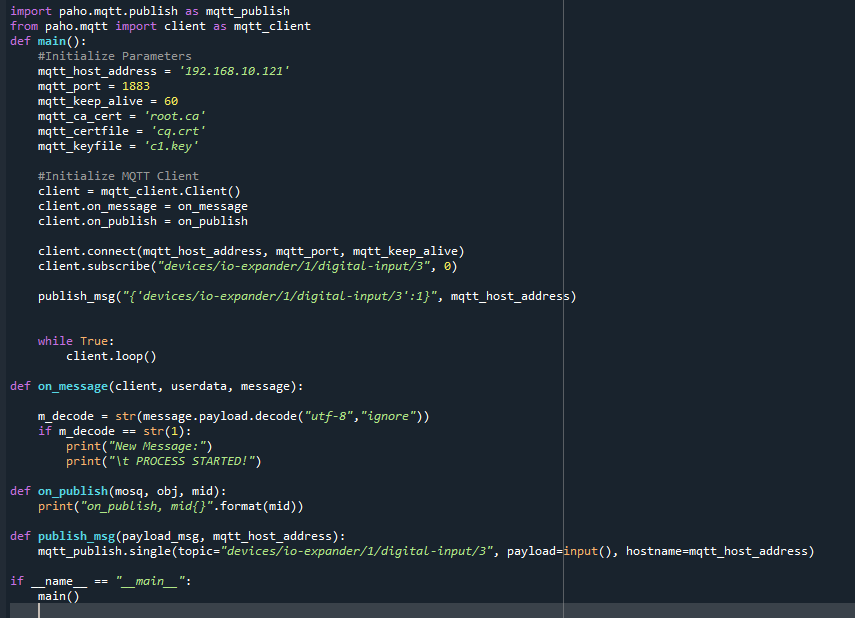 import paho.mqtt.publish as mqtt_publish
from paho.mqtt import client as mqtt_client
def main():
    #Initialize Parameters
    mqtt_host_address = '192.168.10.121'
    mqtt_port = 1883
    mqtt_keep_alive = 60
    mqtt_ca_cert = 'root.ca'
    mqtt_certfile = 'cq.crt'
    mqtt_keyfile = 'c1.key'

    #Initialize MQTT Client
    client = mqtt_client.Client()
    client.on_message = on_message
    client.on_publish = on_publish

    client.connect(mqtt_host_address, mqtt_port, mqtt_keep_alive)
    client.subscribe("devices/io-expander/1/digital-input/3", 0)

    publish_msg("{'devices/io-expander/1/digital-input/3':1}", mqtt_host_address)


    while True:
        client.loop()

def on_message(client, userdata, message):

    m_decode = str(message.payload.decode("utf-8","ignore"))
    if m_decode == str(1):
        print("New Message:")
        print("\t PROCESS STARTED!")

def on_publish(mosq, obj, mid):
    print("on_publish, mid{}".format(mid))

def publish_msg(payload_msg, mqtt_host_address):
    mqtt_publish.single(topic="devices/io-expander/1/digital-input/3", payload=input(), hostname=mqtt_host_address)

if __name__ == "__main__":
    main()